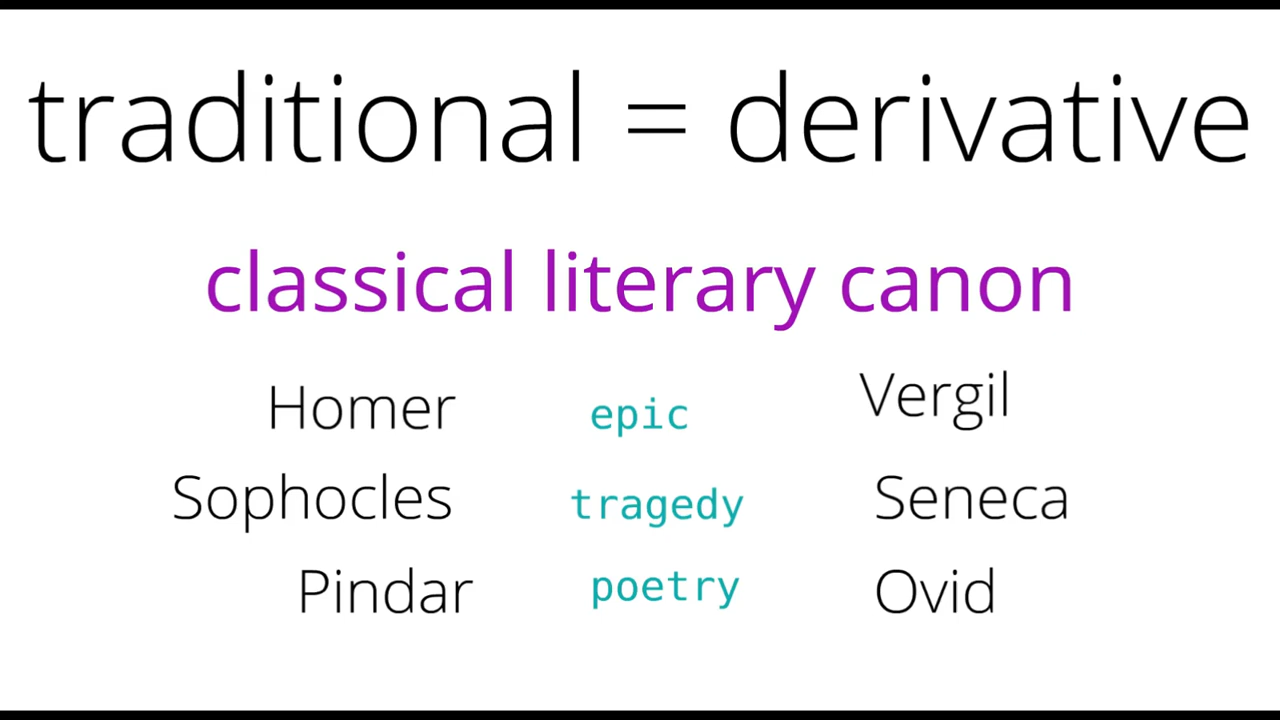 traditional = derivative
classical literary canon
Homer epic Vergil
Sophocles tragedy Seneca
Pindar poetry Ovid